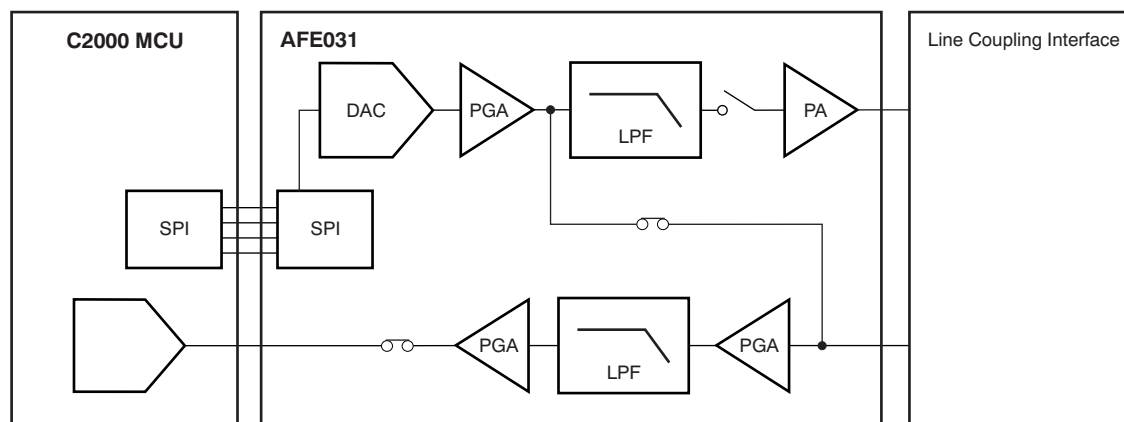 C2000 MCU
AFE031
Line Coupling Interface
DAC
PGA
LPF
PA
SPI
SPI
PGA
LPF
PGA